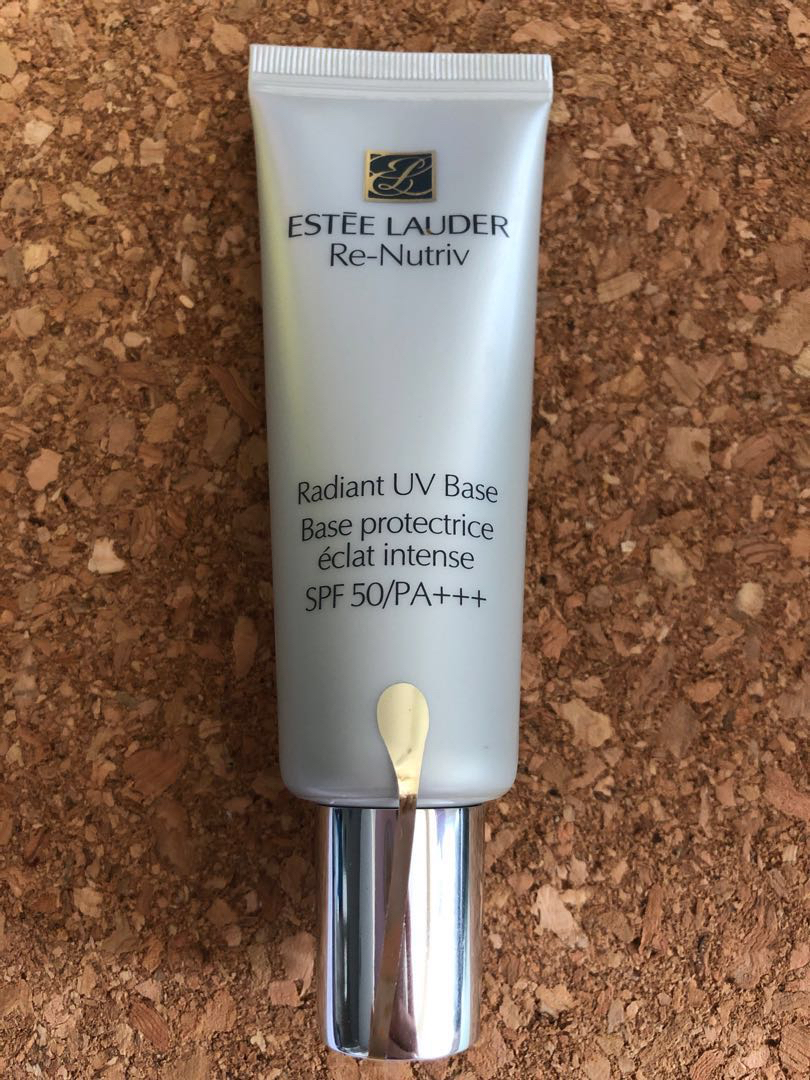 ESTĒE LAUDER
Re-Nutriv
Radiant UV Base
Base protectrice
éclat intense
SPF 50/PA+++